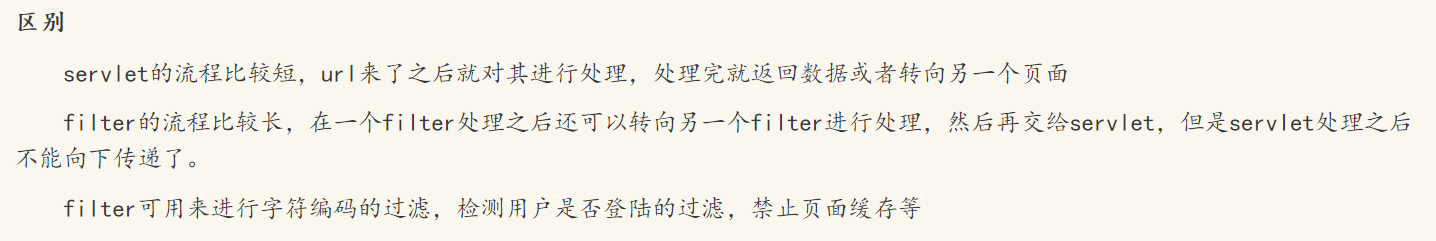 区别
servlet的流程比较短，url来了之后就对其进行处理，处理完就返回数据或者转向另一个页面
filter的流程比较长，在一个filter处理之后还可以转向另一个filter进行处理，然后再交给servlet，但是servlet处理之后
不能向下传递了。
filter可用来进行字符编码的过滤，检测用户是否登陆的过滤，禁止页面缓存等